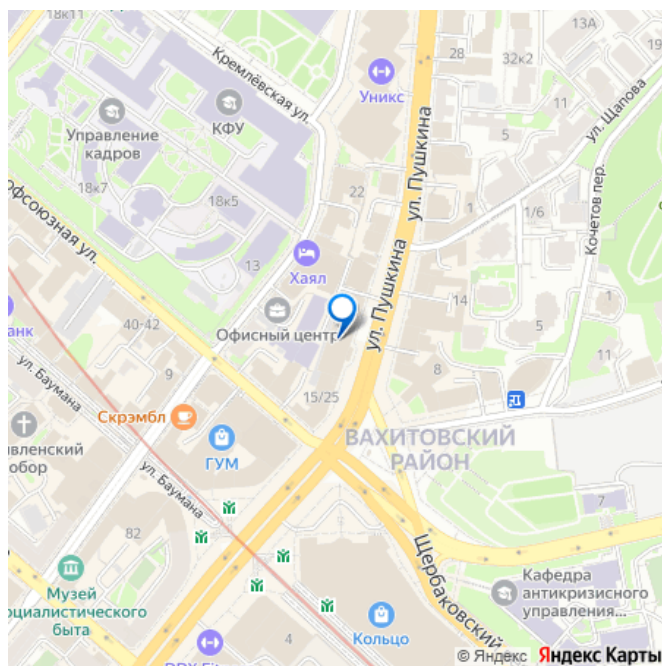 18к11
13А
28
32к2
Кремлёвская ул.
Уникс
ул. Пушкина
ул. Щапова
11
5
КФУ
Управление
кадров
18к7
18к5
22
1/6
Кочетов пер.
офсоюзная ул.
13
Хаял
ул. Пушкина
14
1
40-42
Офисный центр
анк
ул. Баумана
9
8
11
15/25
Скрэмбл
ГУМ
ВАХИТОВСКИЙ
РАЙОН
вленский
обор
ул. Баумана
7
82
Щербаковский
Музей
оциалистического
быта
Кафедра
антикризисного
управления...
4
Кольцо
© Яндекс Яндекс Карты